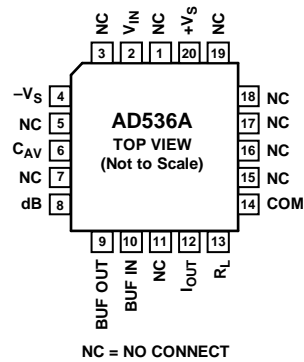 NC VIN NC +VS NC
3 2 1 20 19
–VS 4
NC 5
CAV 6
NC 7
dB 8
AD536A
TOP VIEW
(Not to Scale)
18 NC
17 NC
16 NC
15 NC
14 COM
9 10 11 12 13
BUF OUT BUF IN NC IOUT RL
NC = NO CONNECT